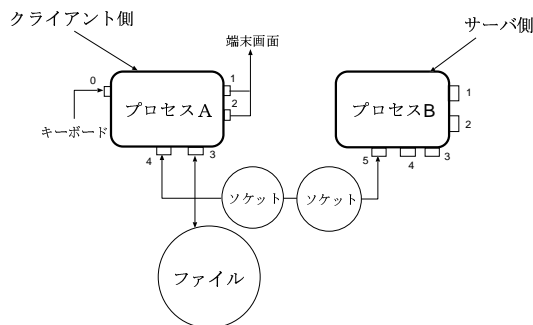 クライアント側
サーバ側
端末画面
0
1
2
プロセスA
キーボード
4
3
プロセスB
1
2
5
4
3
ソケット
ソケット
ファイル